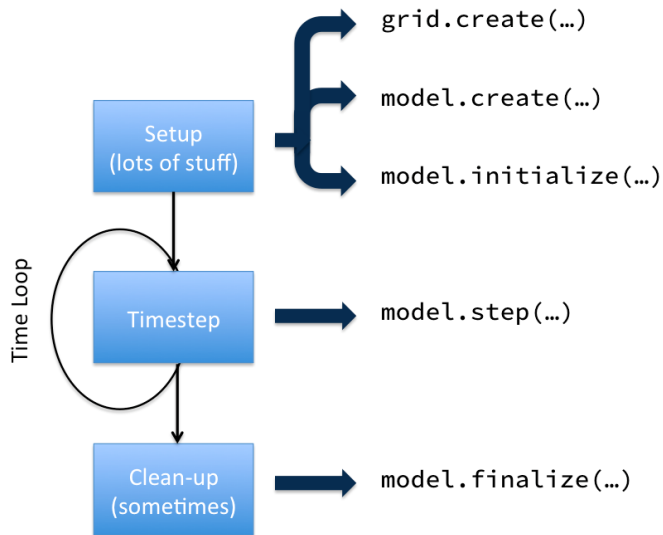 grid.create(…)
model.create(…)
Setup
(lots of stuff)
model.initialize(…)
Time Loop
Timestep
model.step(…)
Clean-up
(sometimes)
model.finalize(…)